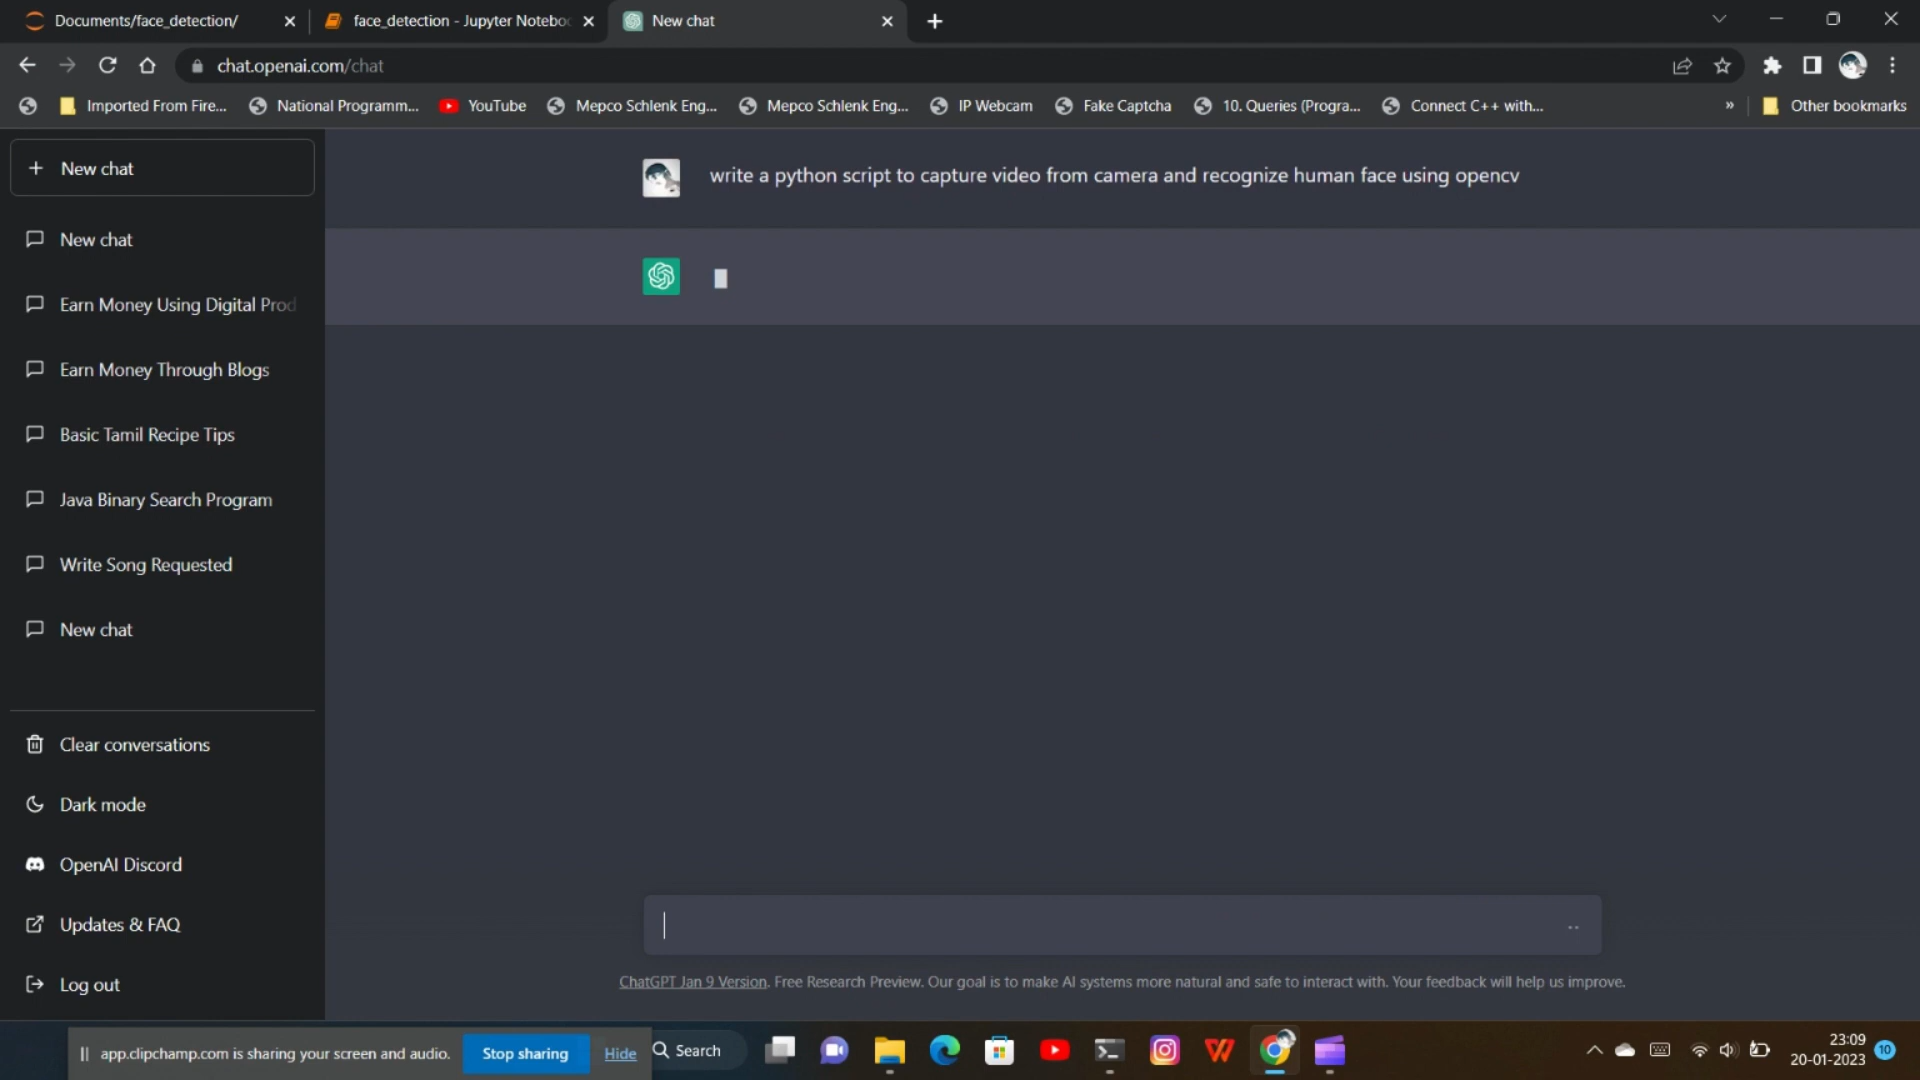 Documents/face_detection/
face_detection - Jupyter Notebo
New chat
chat.openai.com/chat
Imported From Fire...
National Programm...
YouTube
Mepco Schlenk Eng...
Mepco Schlenk Eng...
IP Webcam
Fake Captcha
10. Queries (Progra...
Connect C++ with...
»
Other bookmarks
+ New chat
New chat
Earn Money Using Digital Prod
Earn Money Through Blogs
Basic Tamil Recipe Tips
Java Binary Search Program
Write Song Requested
New chat
Clear conversations
Dark mode
OpenAI Discord
Updates & FAQ
Log out
write a python script to capture video from camera and recognize human face using opencv
ChatGPT Jan 9 Version. Free Research Preview. Our goal is to make AI systems more natural and safe to interact with. Your feedback will help us improve.
app.clipchamp.com is sharing your screen and audio.
Stop sharing
Hide
Search
23:09
20-01-2023
10